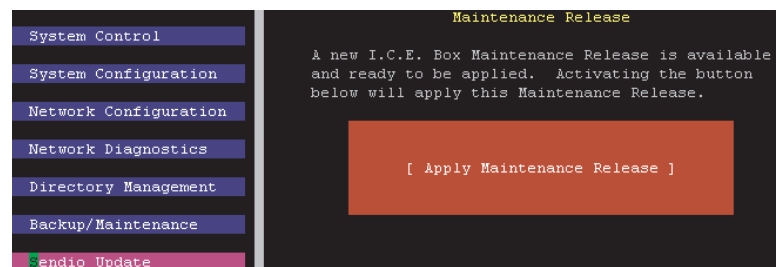 System Control
System Configuration
Network Configuration
Network Diagnostics
Directory Management
Backup/Maintenance
Sendio Update
Maintenance Release
A new I.C.E. Box Maintenance Release is available
and ready to be applied.  Activating the button
below will apply this Maintenance Release.
[ Apply Maintenance Release ]